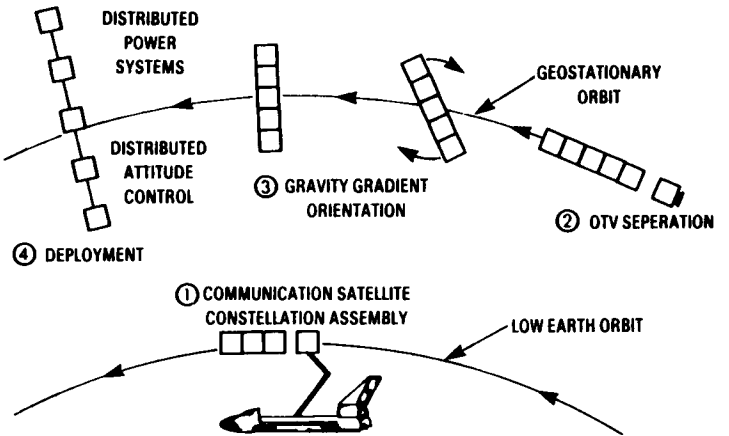 DISTRIBUTED
POWER
SYSTEMS
GEOSTATIONARY
ORBIT
DISTRIBUTED
ATTITUDE
CONTROL
③ GRAVITY GRADIENT
ORIENTATION
② OTV SEPERATION
④ DEPLOYMENT
① COMMUNICATION SATELLITE
CONSTELLATION ASSEMBLY
LOW EARTH ORBIT